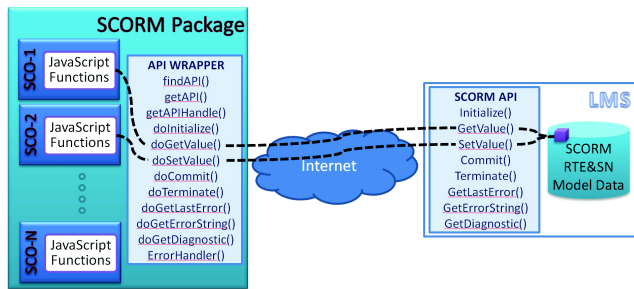 SCORM Package
SCO-1
JavaScript
Functions
SCO-2
JavaScript
Functions
SCO-N
JavaScript
Functions
API WRAPPER
findAPI()
getAPI()
getAPIHandle()
doInitialize()
doGetValue()
doSetValue()
doCommit()
doTerminate()
doGetLastError()
doGetErrorString()
doGetDiagnostic()
ErrorHandler()
Internet
SCORM API
Initialize()
GetValue()
SetValue()
Commit()
Terminate()
GetLastError()
GetErrorString()
GetDiagnostic()
LMS
SCORM
RTE&SN
Model Data